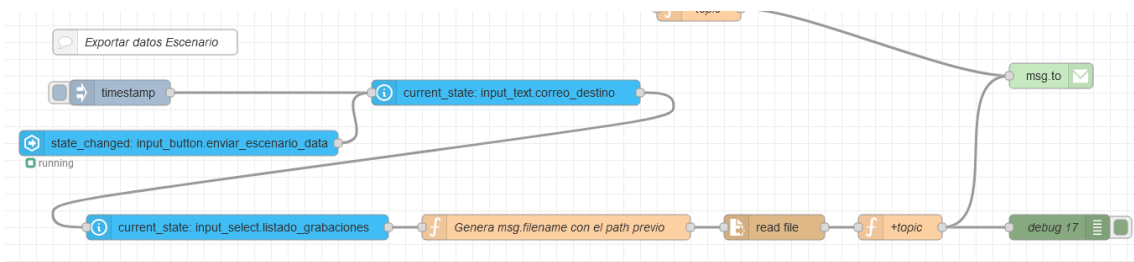 +topic
Exportar datos Escenario
msg.to
timestamp
current_state: input_text.correo_destino
state_changed: input_button.enviar_escenario_data
running
current_state: input_select.listado_grabaciones
Genera msg.filename con el path previo
read file
+topic
debug 17